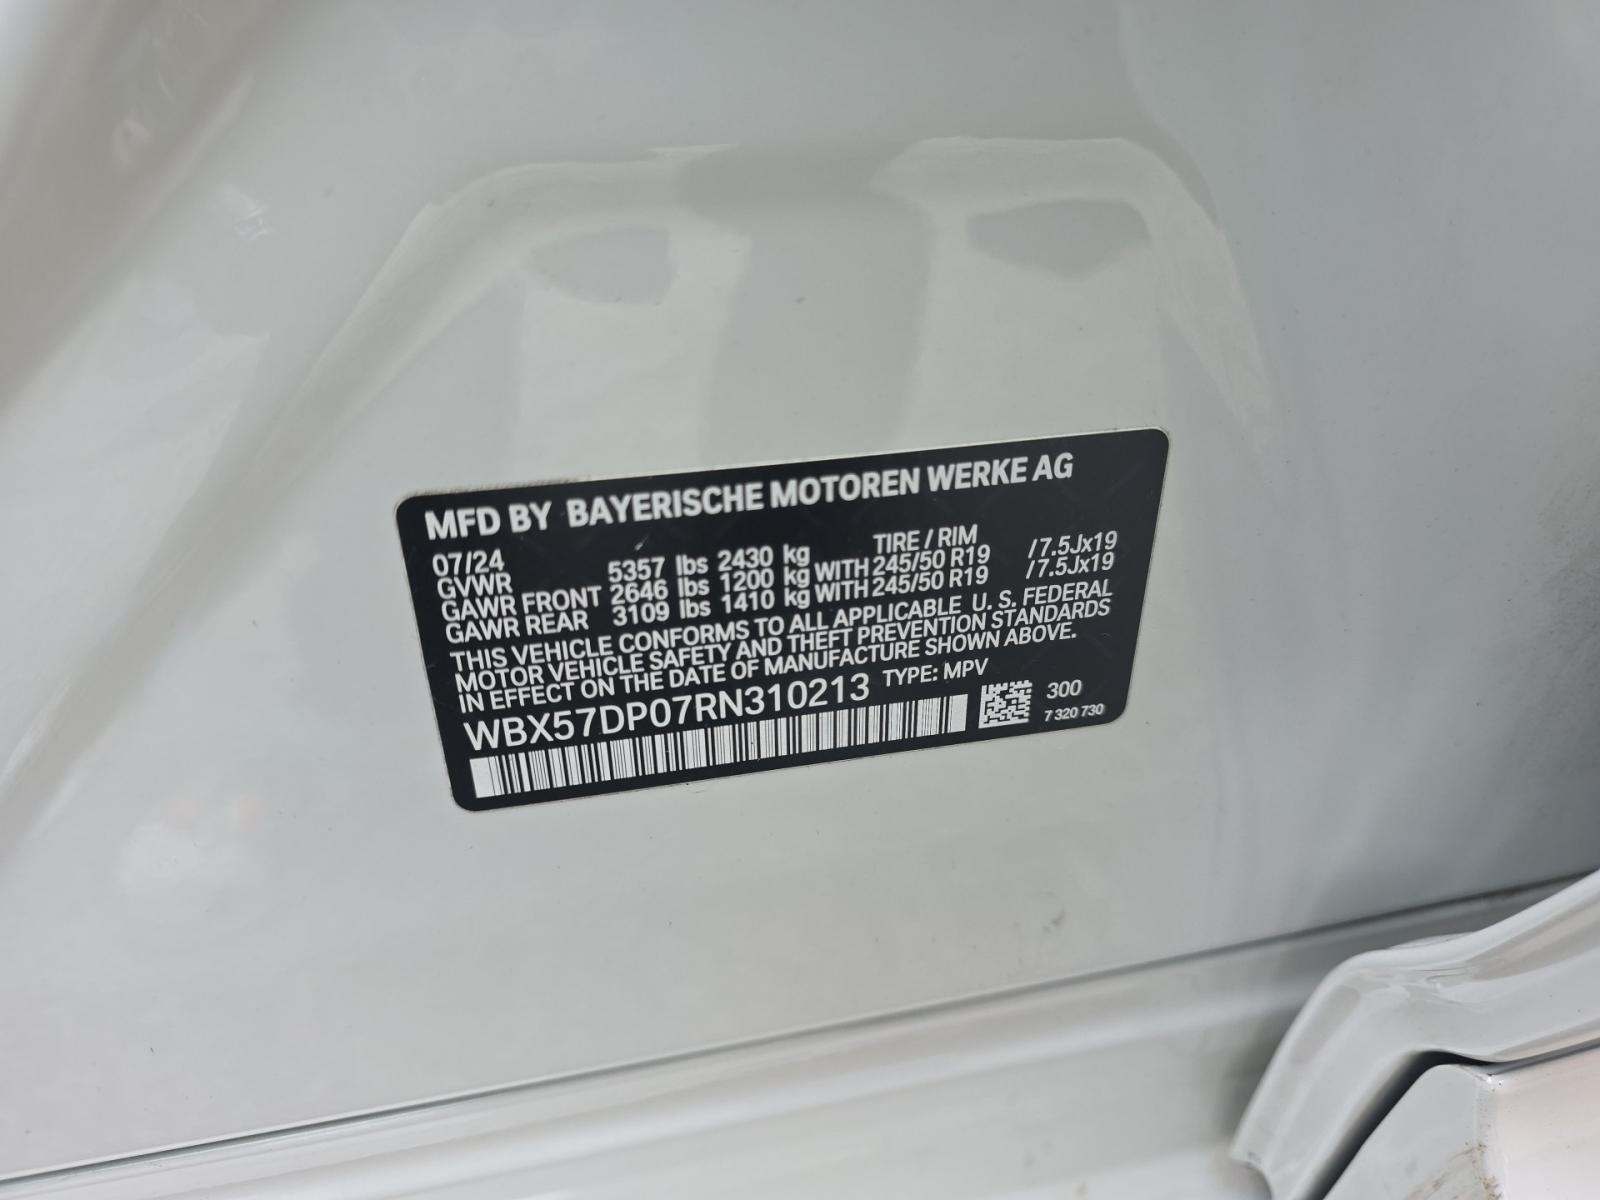 MFD BY BAYERISCHE MOTOREN WERKE AG
07/24 TIRE / RIM
GVWR 5357 lbs 2430 kg
GAWR FRONT 2646 lbs 1200 kg WITH 245/50 R19 /7.5Jx19
GAWR REAR 3109 lbs 1410 kg WITH 245/50 R19 /7.5Jx19
THIS VEHICLE CONFORMS TO ALL APPLICABLE U. S. FEDERAL
MOTOR VEHICLE SAFETY AND THEFT PREVENTION STANDARDS
IN EFFECT ON THE DATE OF MANUFACTURE SHOWN ABOVE.
WBX57DP07RN310213 TYPE: MPV
300
7 320 730